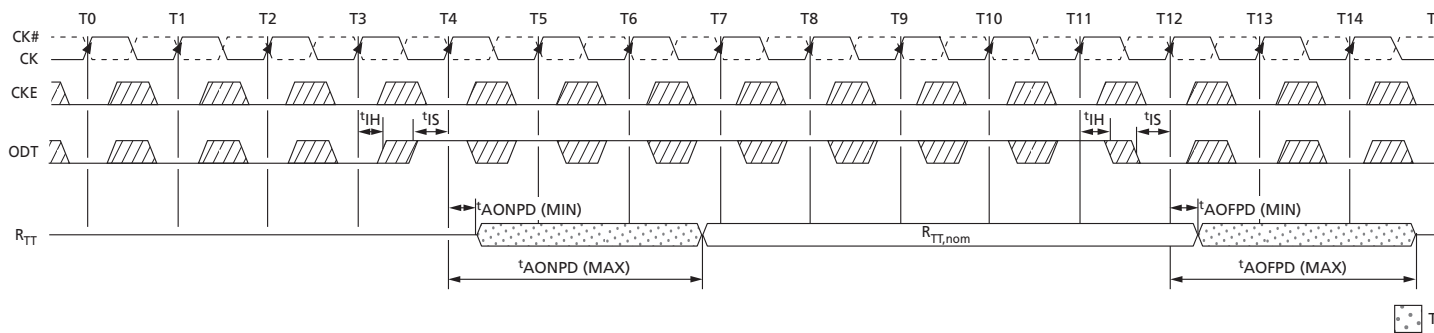 T0 T1 T2 T3 T4 T5 T6 T7 T8 T9 T10 T11 T12 T13 T14 T
CK#
CK
CKE
tIH tIS tIH tIS
ODT
tAONPD (MIN) tAOFPD (MIN)
RTT RTT,nom
tAONPD (MAX) tAOFPD (MAX)
T